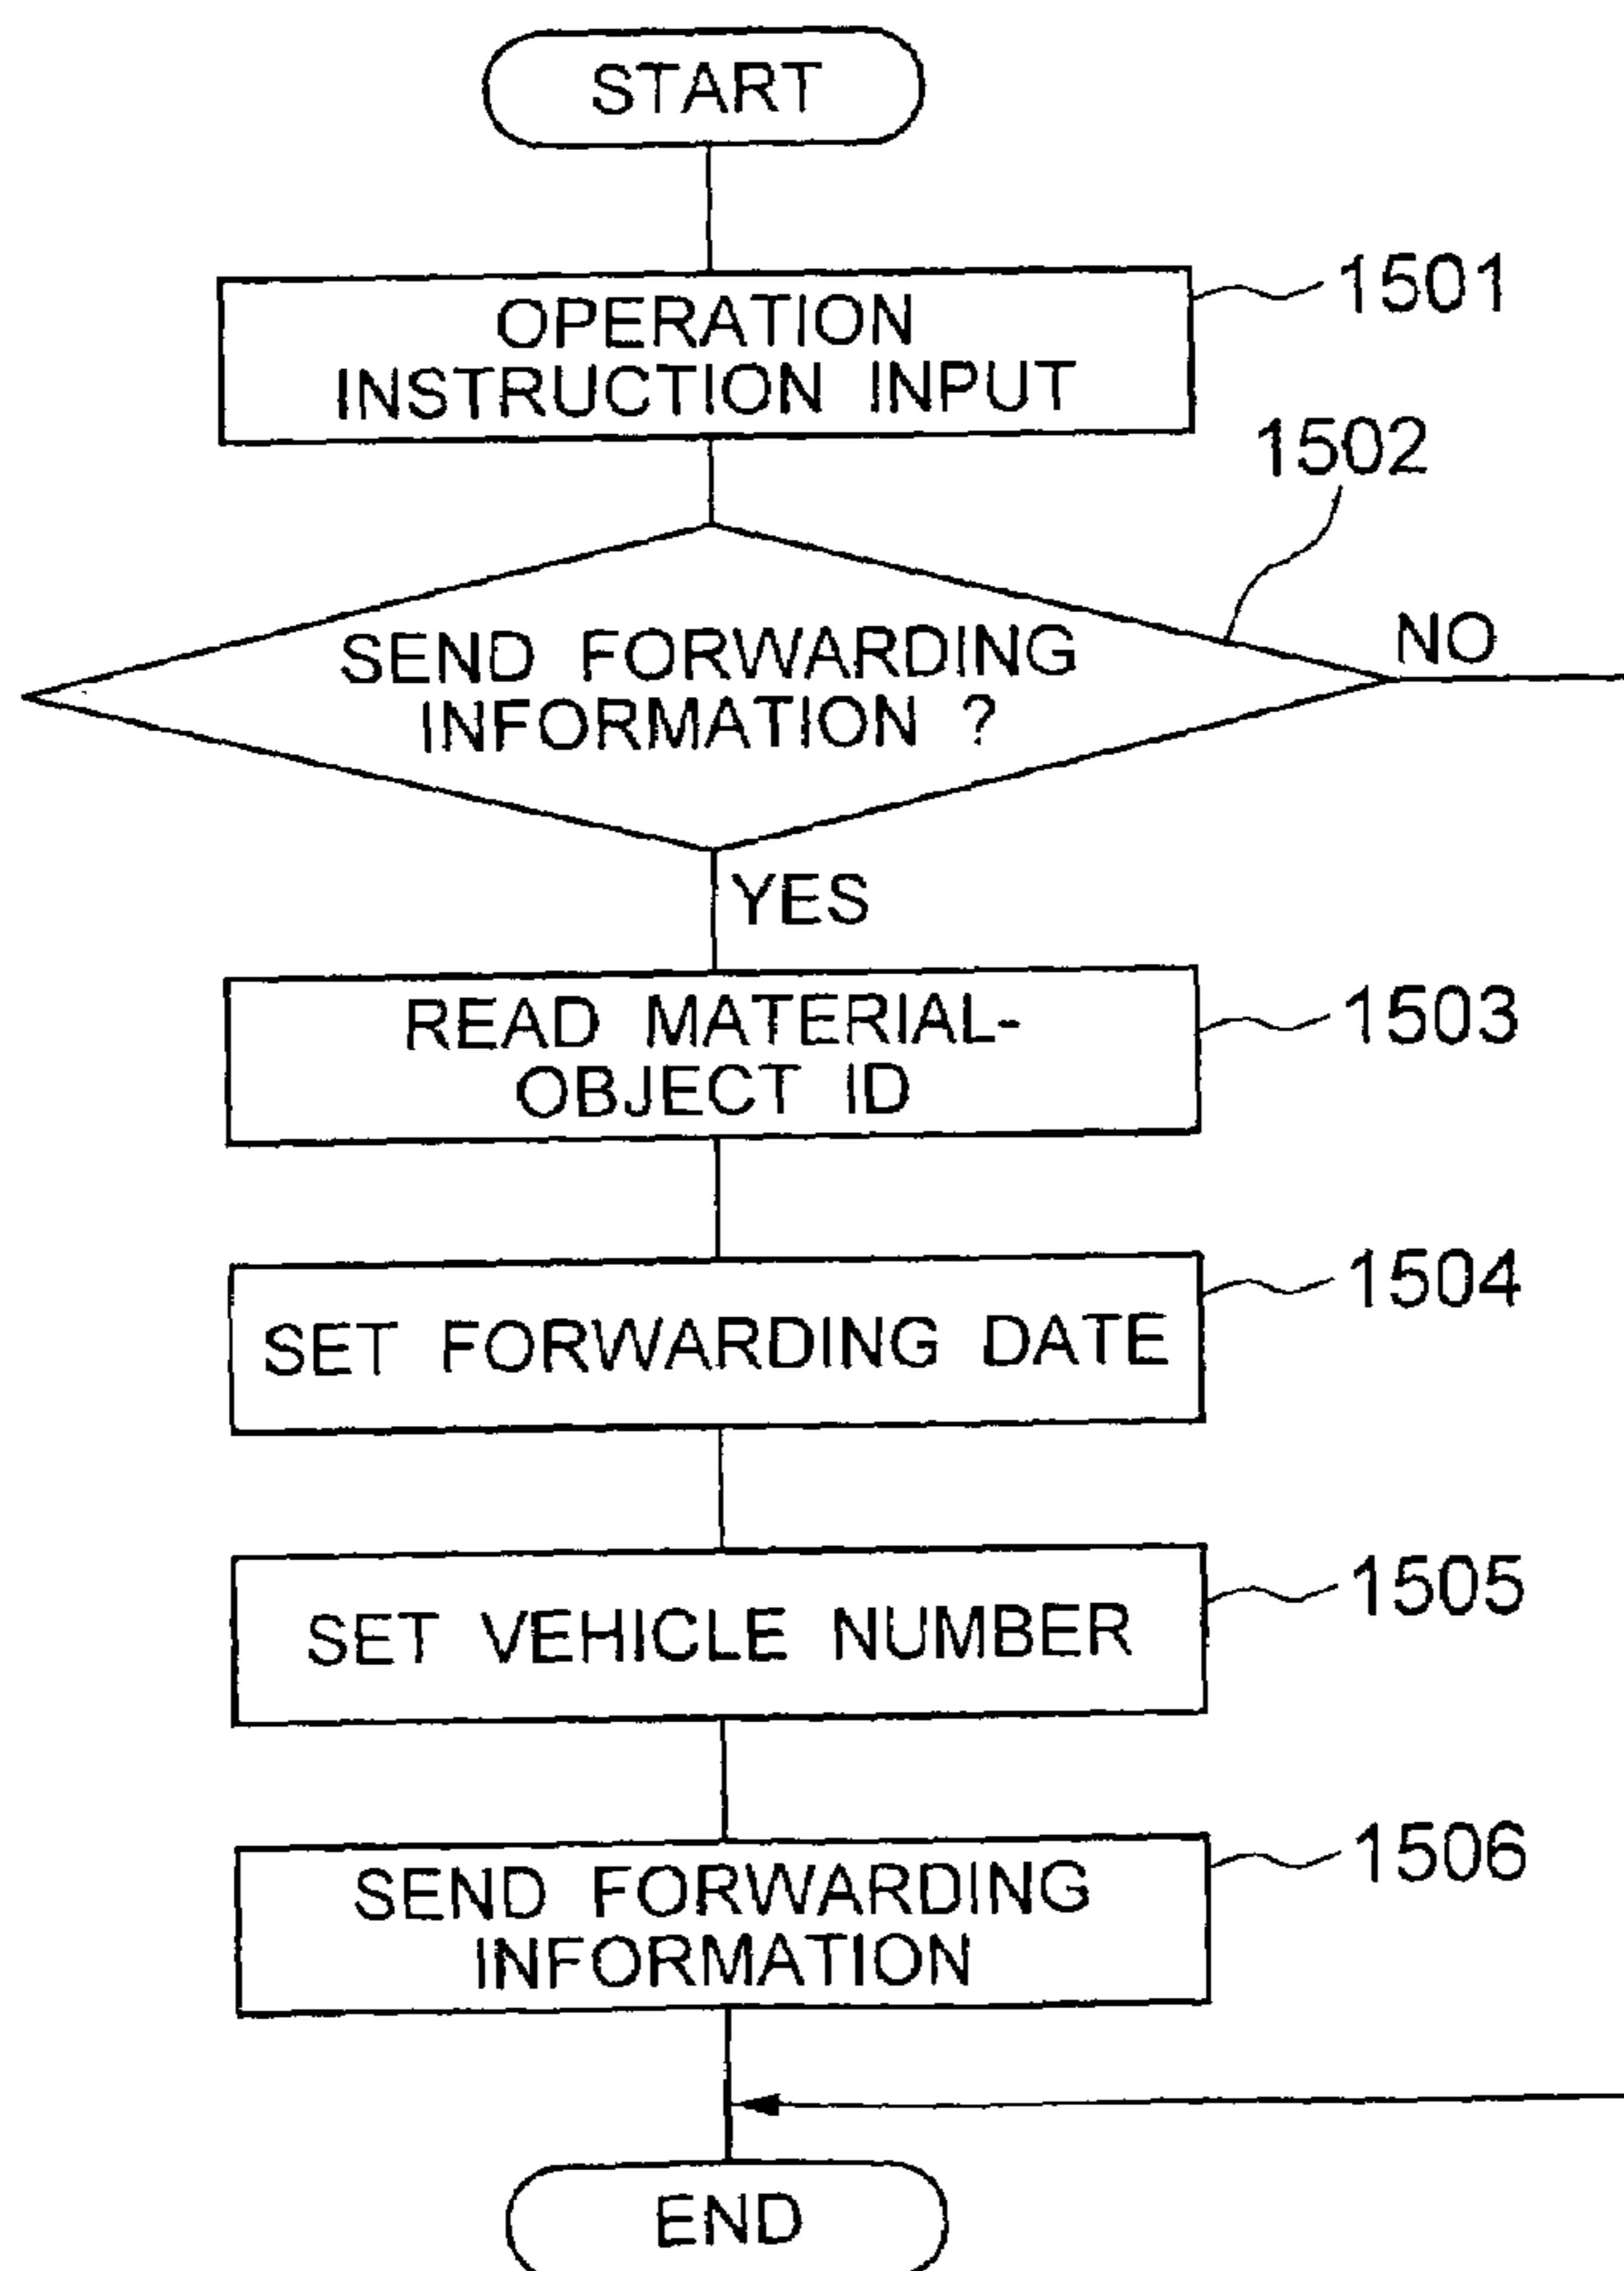 START
OPERATION
INSTRUCTION INPUT
1501
1502
SEND FORWARDING
INFORMATION ?
NO
YES
READ MATERIAL-
OBJECT ID
1503
SET FORWARDING DATE
1504
SET VEHICLE NUMBER
1505
SEND FORWARDING
INFORMATION
1506
END